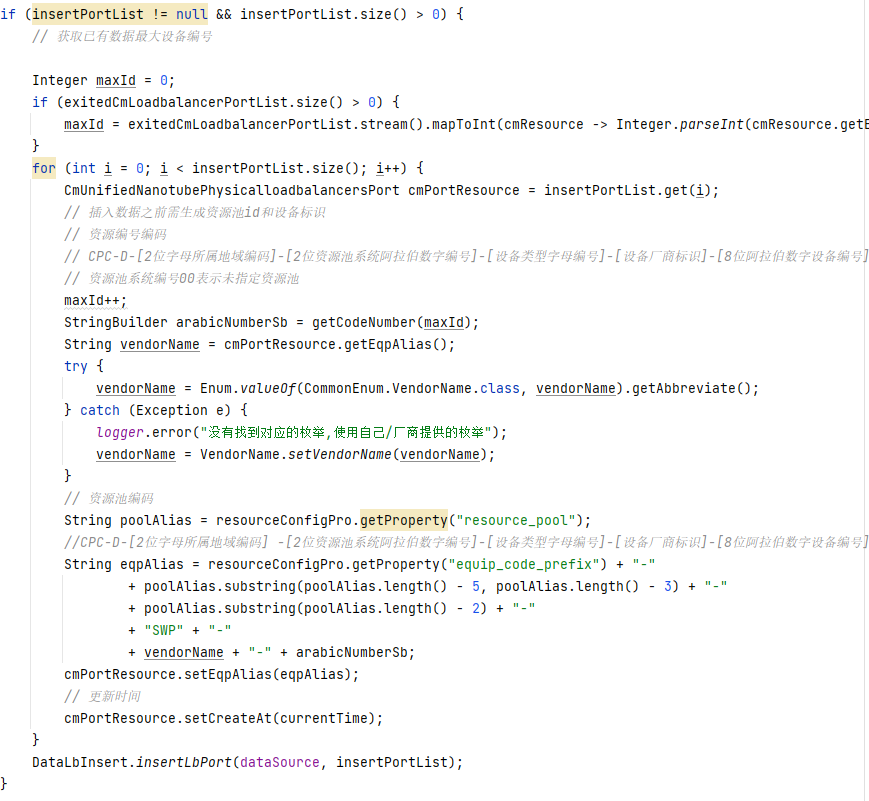 if (insertPortList != null && insertPortList.size() > 0) {
// 获取已有数据最大设备编号
Integer maxId = 0;
if (exitedCmLoadbalancerPortList.size() > 0) {
maxId = exitedCmLoadbalancerPortList.stream().mapToInt(cmResource -> Integer.parseInt(cmResource.getE
}
for (int i = 0; i < insertPortList.size(); i++) {
CmUnifiedNanotubePhysicalloadbalancersPort cmPortResource = insertPortList.get(i);
// 插入数据之前需生成资源池id和设备标识
// 资源编号编码
// CPC-D-[2位字母所属地域编码]-[2位资源池系统阿拉伯数字编号]-[设备类型字母编号]-[设备厂商标识]-[8位阿拉伯数字设备编号]
// 资源池系统编号00表示未指定资源池
maxId++;
StringBuilder arabicNumberSb = getCodeNumber(maxId);
String vendorName = cmPortResource.getEqpAlias();
try {
vendorName = Enum.valueOf(CommonEnum.VendorName.class, vendorName).getAbbreviate();
} catch (Exception e) {
logger.error("没有找到对应的枚举,使用自己/厂商提供的枚举");
vendorName = VendorName.setVendorName(vendorName);
}
// 资源池编码
String poolAlias = resourceConfigPro.getProperty("resource_pool");
//CPC-D-[2位字母所属地域编码] -[2位资源池系统阿拉伯数字编号]-[设备类型字母编号]-[设备厂商标识]-[8位阿拉伯数字设备编号]
String eqpAlias = resourceConfigPro.getProperty("equip_code_prefix") + "-"
+ poolAlias.substring(poolAlias.length() - 5, poolAlias.length() - 3) + "-"
+ poolAlias.substring(poolAlias.length() - 2) + "-"
+ "SWP" + "-"
+ vendorName + "-" + arabicNumberSb;
cmPortResource.setEqpAlias(eqpAlias);
// 更新时间
cmPortResource.setCreateAt(currentTime);
}
DataLbInsert.insertLbPort(dataSource, insertPortList);
}